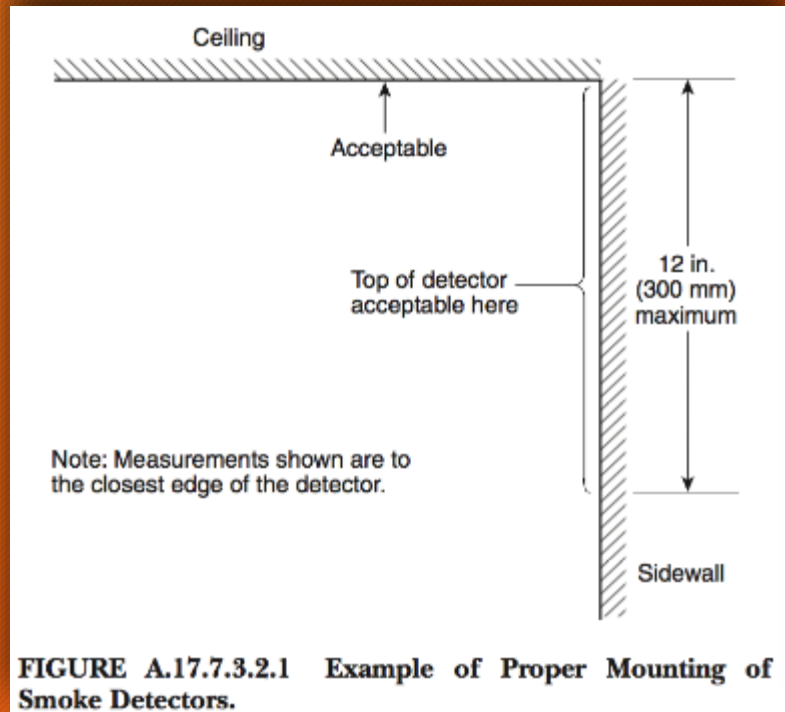 Ceiling
Acceptable
Top of detector
acceptable here
12 in.
(300 mm)
maximum
Note: Measurements shown are to
the closest edge of the detector.
Sidewall
FIGURE A.17.7.3.2.1 Example of Proper Mounting of
Smoke Detectors.